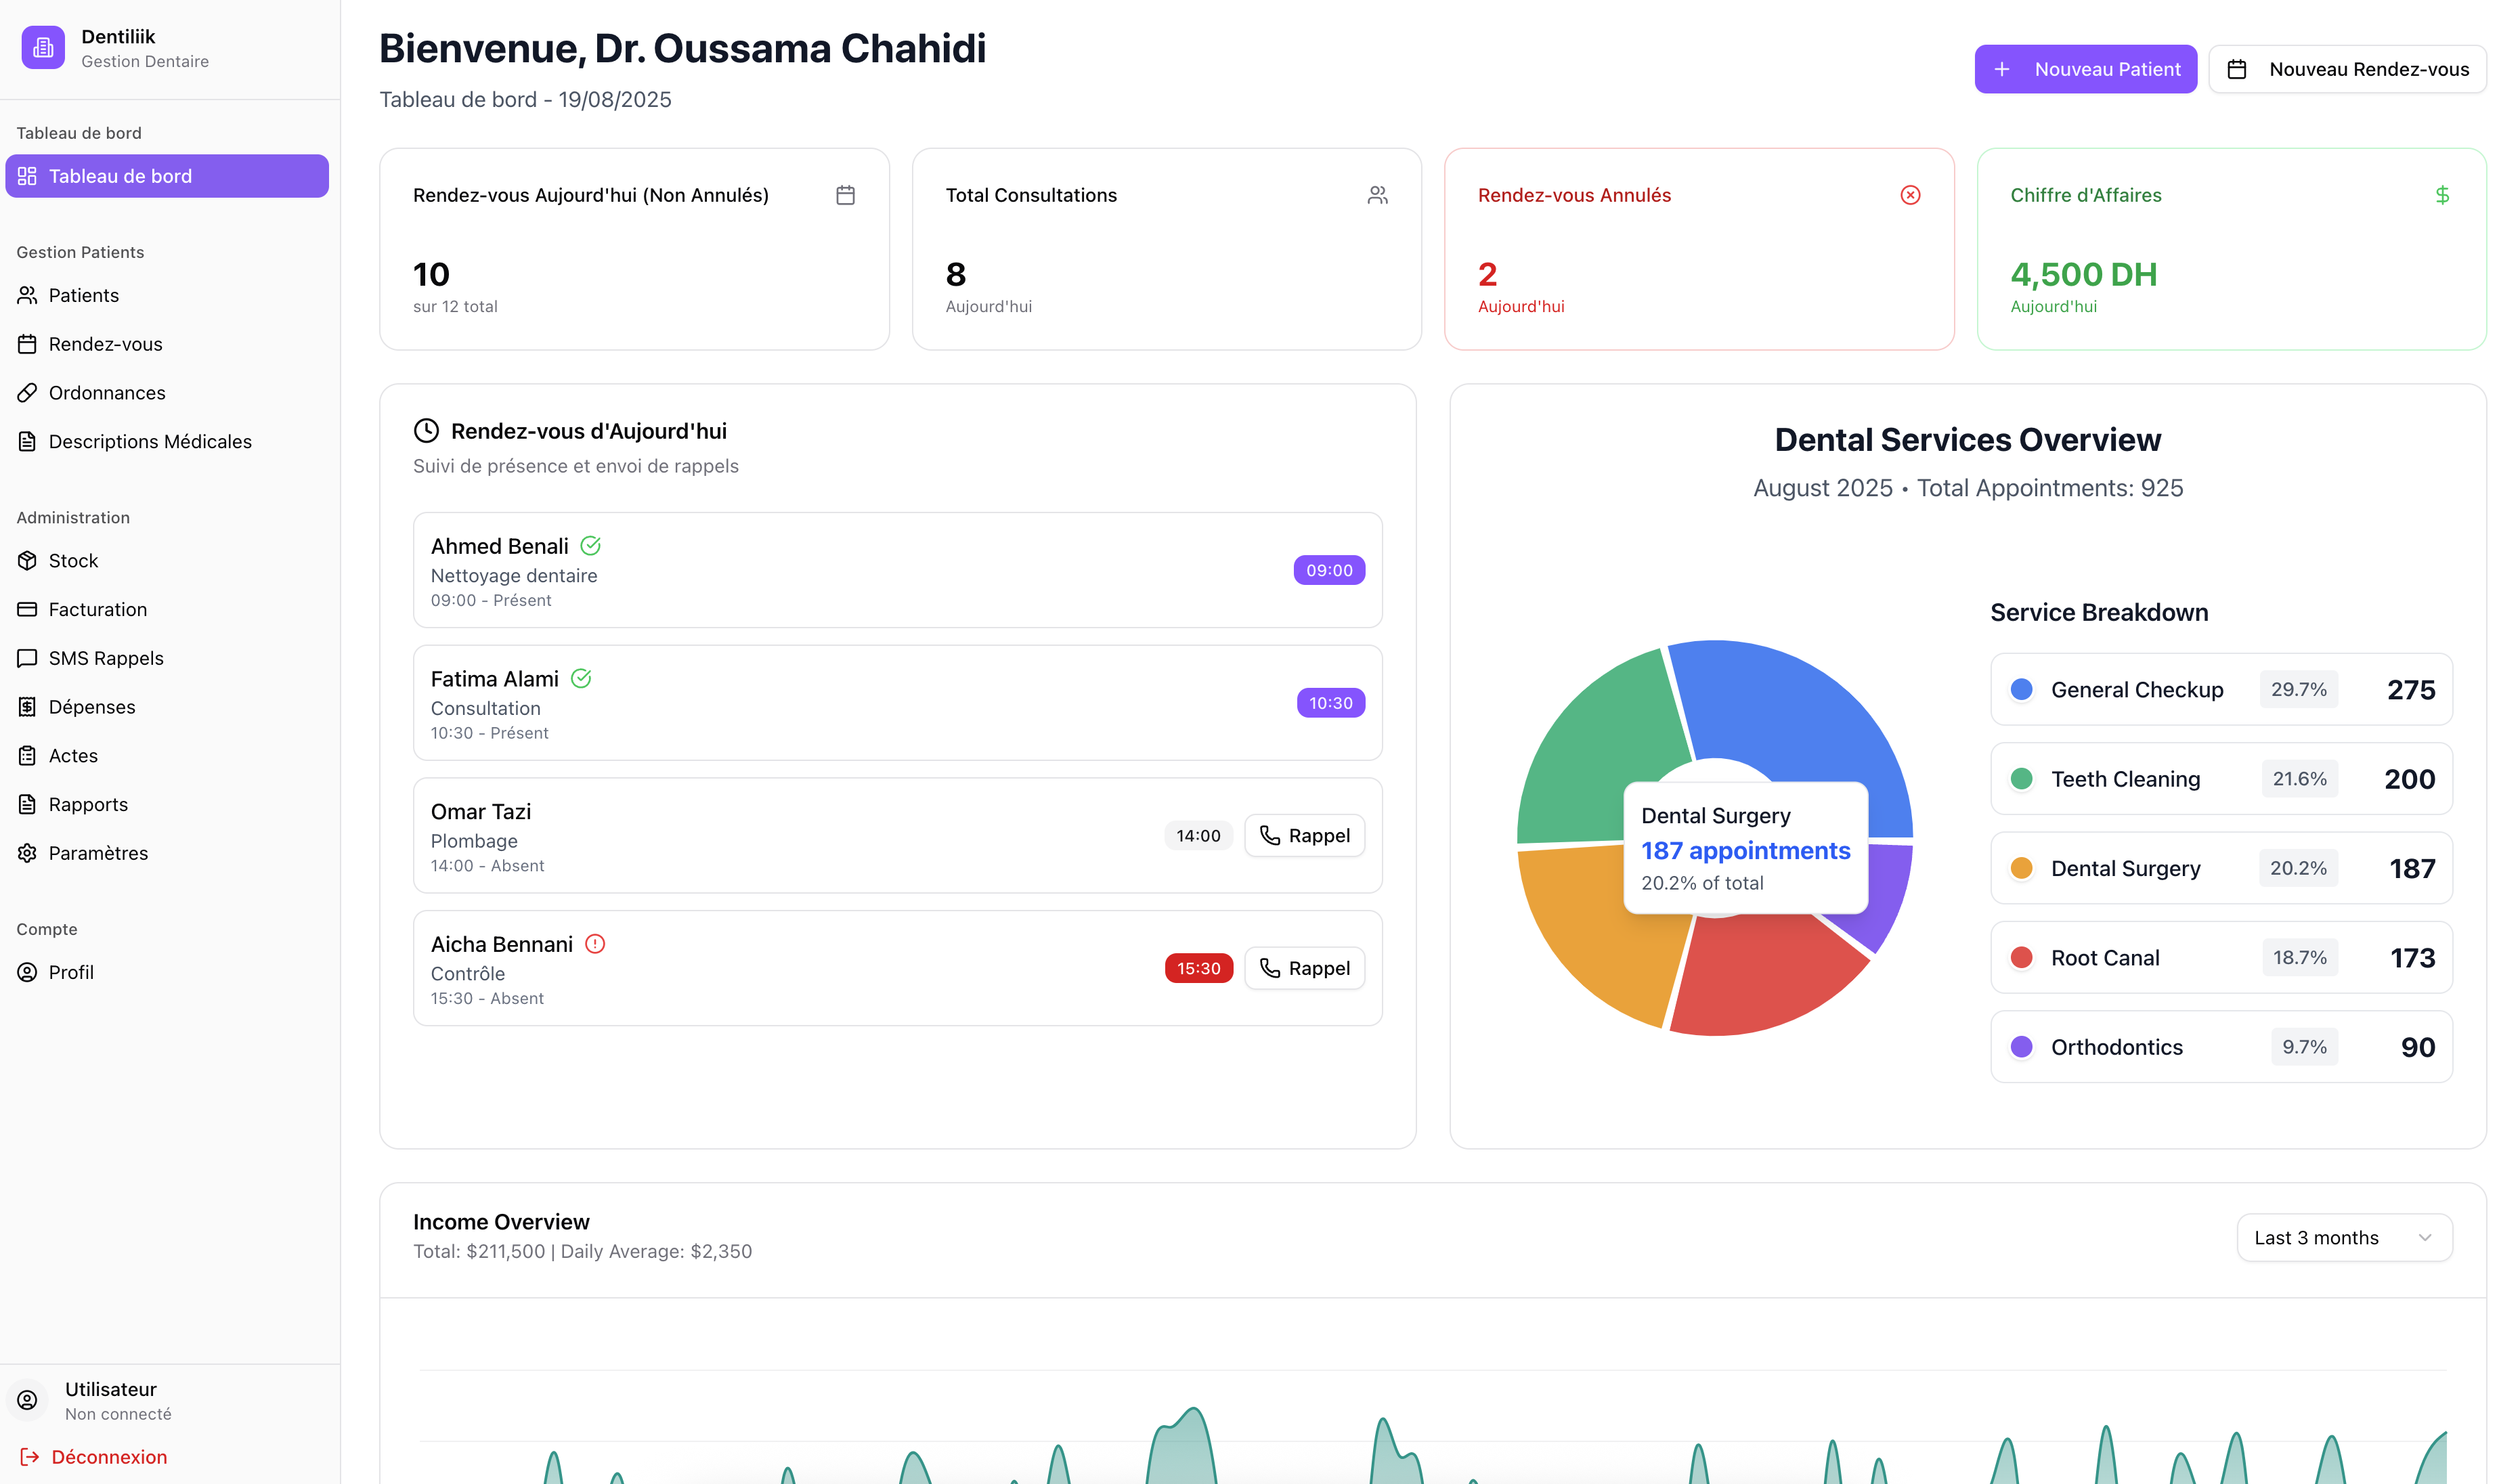 Dentiliik
Gestion Dentaire
Tableau de bord
Tableau de bord
Gestion Patients
Patients
Rendez-vous
Ordonnances
Descriptions Médicales
Administration
Stock
Facturation
SMS Rappels
Dépenses
Actes
Rapports
Paramètres
Compte
Profil
Utilisateur
Non connecté
Déconnexion
Bienvenue, Dr. Oussama Chahidi
Tableau de bord - 19/08/2025
Nouveau Patient
Nouveau Rendez-vous
Rendez-vous Aujourd'hui (Non Annulés)
10
sur 12 total
Total Consultations
8
Aujourd'hui
Rendez-vous Annulés
2
Aujourd'hui
Chiffre d'Affaires
4,500 DH
Aujourd'hui
Rendez-vous d'Aujourd'hui
Suivi de présence et envoi de rappels
Ahmed Benali
Nettoyage dentaire
09:00 - Présent
09:00
Fatima Alami
Consultation
10:30 - Présent
10:30
Omar Tazi
Plombage
14:00 - Absent
14:00
Rappel
Aicha Bennani
Contrôle
15:30 - Absent
15:30
Rappel
Dental Services Overview
August 2025 • Total Appointments: 925
Dental Surgery
187 appointments
20.2% of total
Service Breakdown
General Checkup 29.7% 275
Teeth Cleaning 21.6% 200
Dental Surgery 20.2% 187
Root Canal 18.7% 173
Orthodontics 9.7% 90
Income Overview
Total: $211,500 | Daily Average: $2,350
Last 3 months